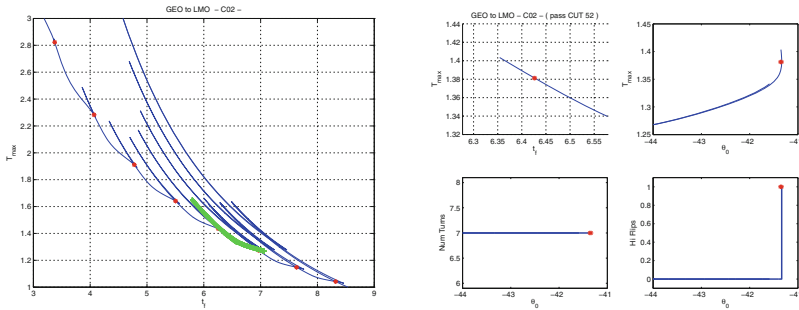 GEO to LMO − C02 −
3
2.8
2.6
2.4
2.2
2
1.8
1.6
1.4
1.2
1
T_max
3 4 5 6 7 8 9
t_f
GEO to LMO − C02 − ( pass CUT 52 )
1.44
1.42
1.4
1.38
1.36
1.34
1.32
T_max
6.3 6.35 6.4 6.45 6.5 6.55
t_f
1.45
1.4
1.35
1.3
1.25
T_max
−44 −43 −42 −41
θ_0
8
7.5
7
6.5
6
Num Turns
−44 −43 −42 −41
θ_0
1
0.8
0.6
0.4
0.2
0
Hi Flips
−44 −43 −42 −41
θ_0